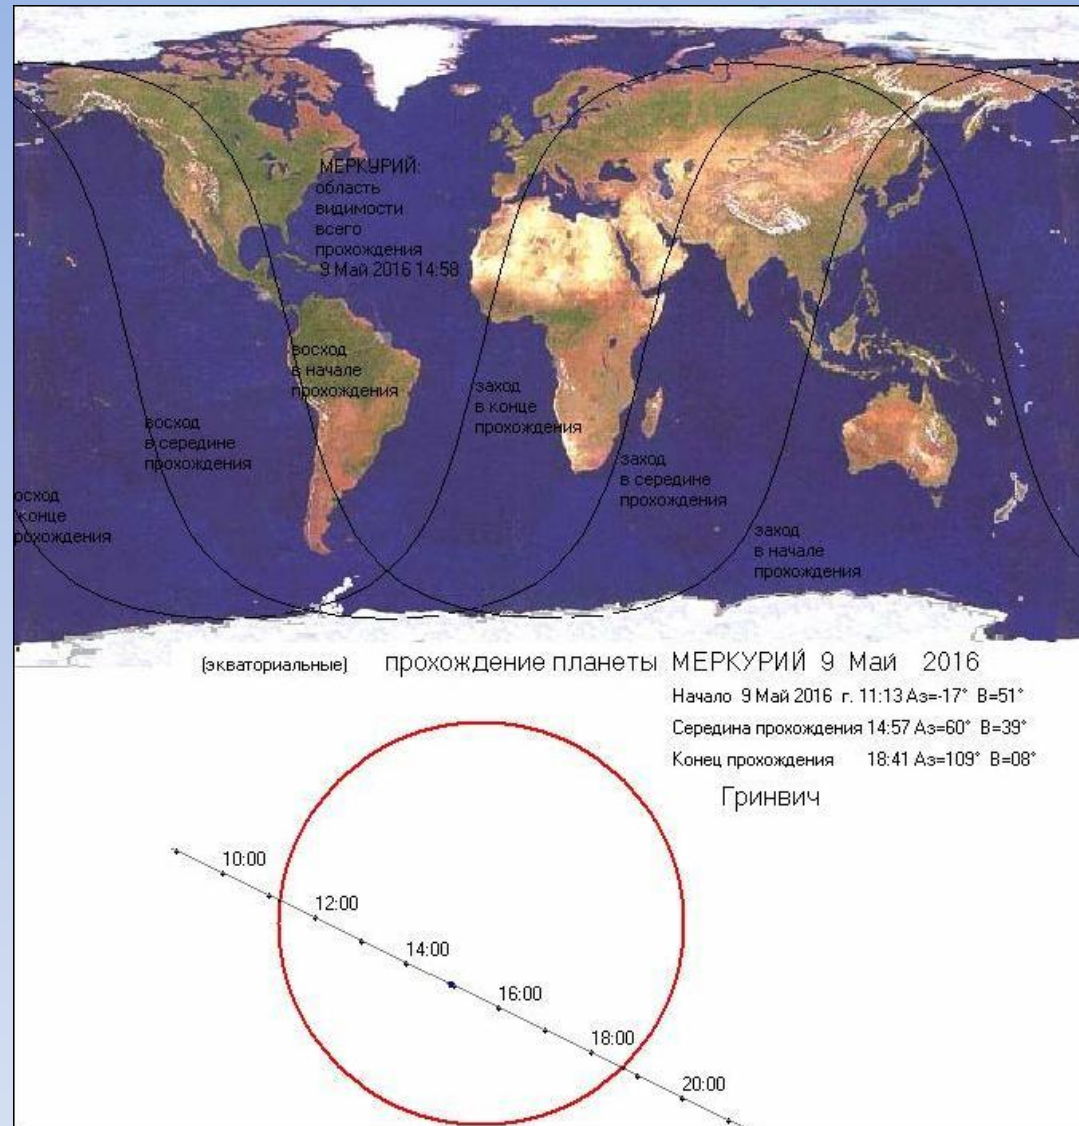 МЕРКУРИЙ:
область
видимости
всего
прохождения
9 Май 2016 14:58
восход
в начале
прохождения
заход
в конце
прохождения
восход
в середине
прохождения
заход
в середине
прохождения
осход
конце
рохождения
заход
в начале
прохождения
(экваториальные) прохождение планеты МЕРКУРИЙ 9 Май 2016
Начало 9 Май 2016 г. 11:13 Аз=-17° В=51°
Середина прохождения 14:57 Аз=60° В=39°
Конец прохождения 18:41 Аз=109° В=08°
Гринвич
10:00
12:00
14:00
16:00
18:00
20:00